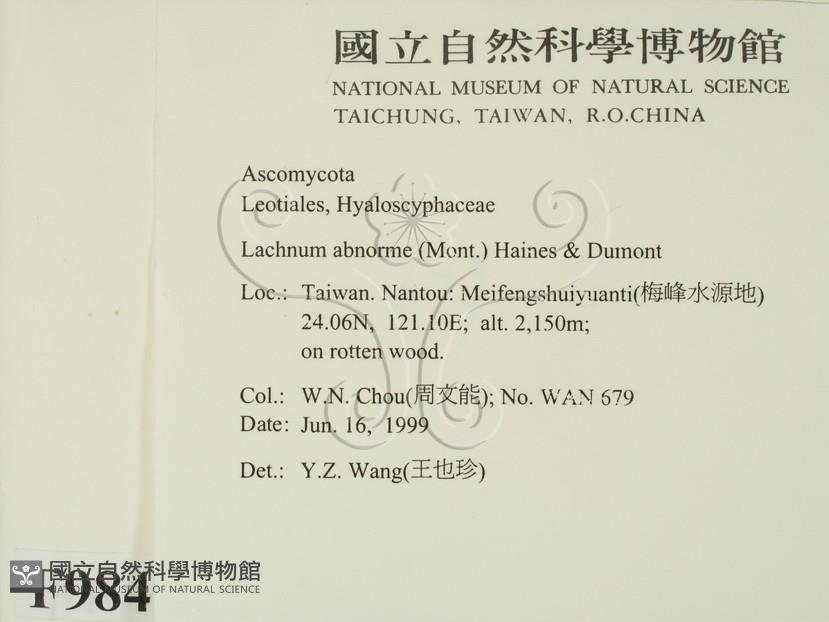 國立自然科學博物館
NATIONAL MUSEUM OF NATURAL SCIENCE
TAICHUNG, TAIWAN, R.O.CHINA
Ascomycota
Leotiales, Hyaloscyphaceae
Lachnum abnorme (Mont.) Haines & Dumont
Loc.: Taiwan. Nantou: Meifengshuiyuanti(梅峰水源地)
24.06N, 121.10E; alt. 2,150m;
on rotten wood.
Col.: W.N. Chou(周文能); No. WAN 679
Date: Jun. 16, 1999
Det.: Y.Z. Wang(王也珍)
國立自然科學博物館
NATIONAL MUSEUM OF NATURAL SCIENCE
F984